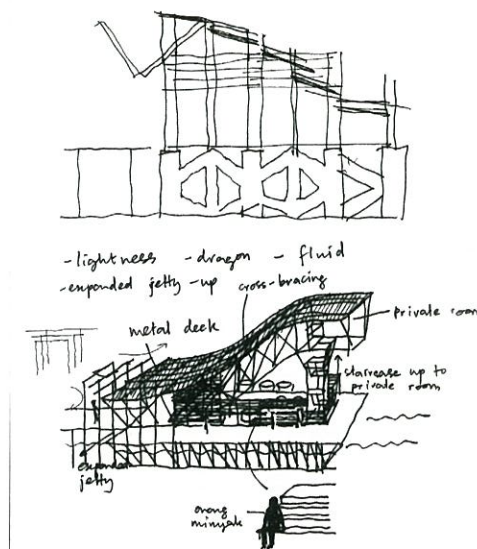 -lightness -dragon - fluid
-expanded jetty -up
cross-bracing
private room
metal deck
staircase up to
private room
expanded
jetty
orang
minyak